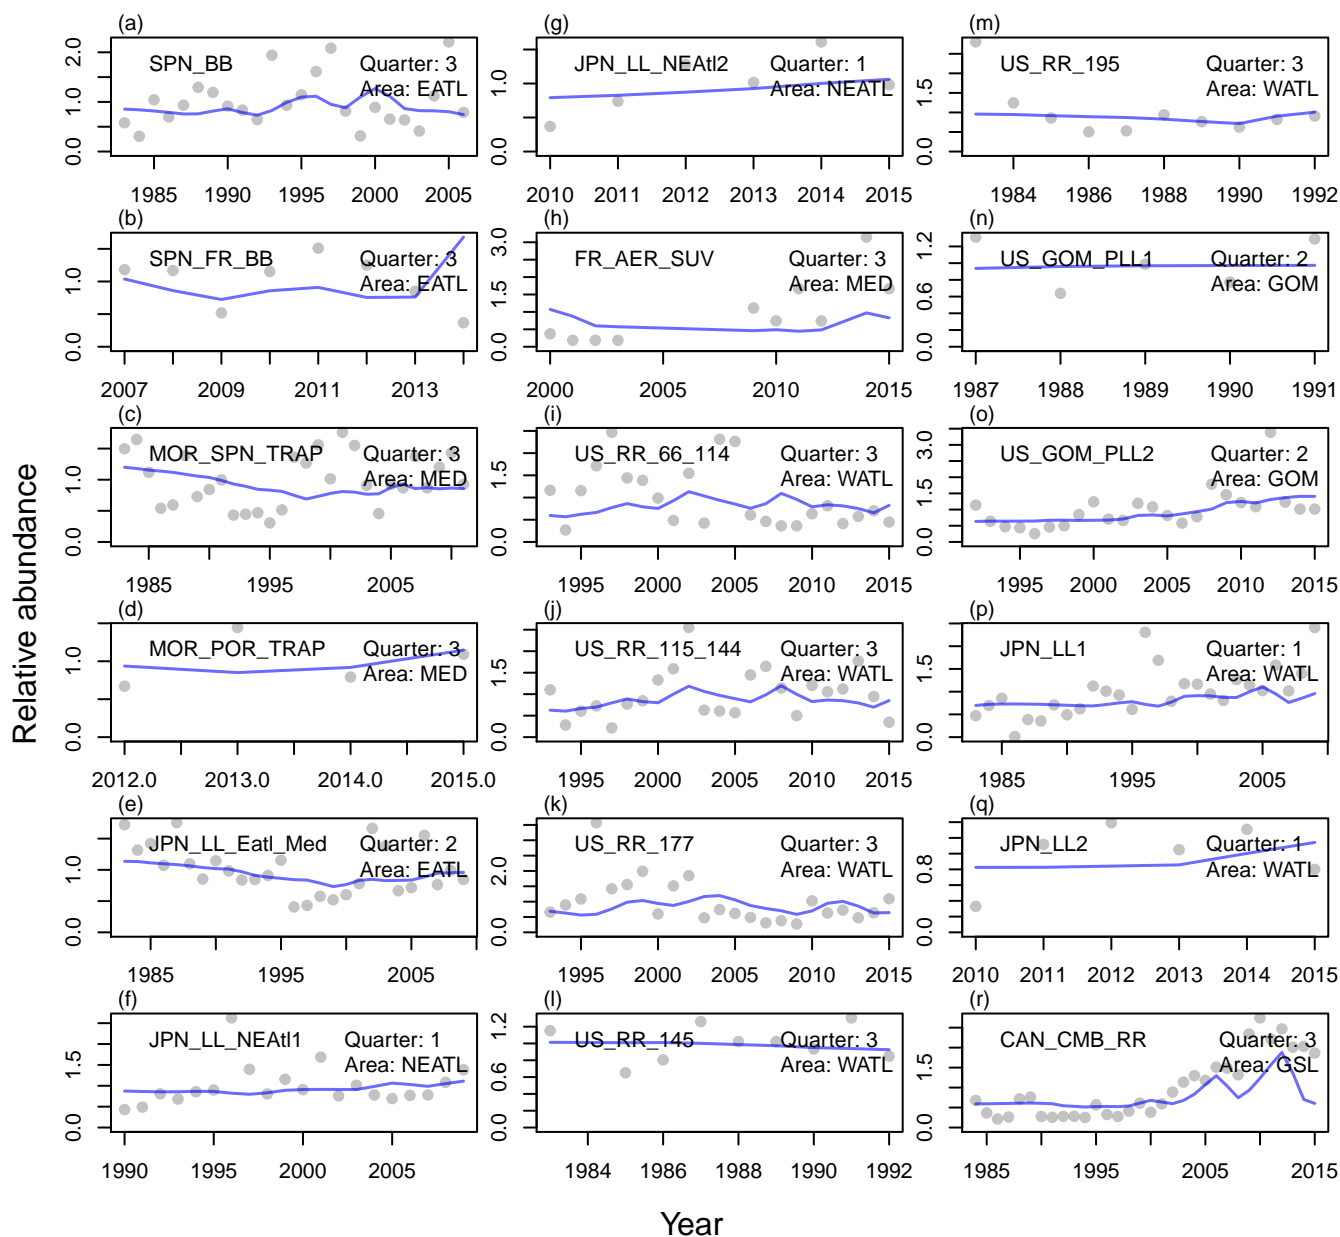 Relative abundance
(a)
SPN_BB
Quarter: 3
Area: EATL
0.0 1.0 2.0
1985 1990 1995 2000 2005
(b)
SPN_FR_BB
Quarter: 3
Area: EATL
0.0 1.0
2007 2009 2011 2013
(c)
MOR_SPN_TRAP
Quarter: 3
Area: MED
0.0 1.0
1985 1995 2005
(d)
MOR_POR_TRAP
Quarter: 3
Area: MED
0.0 1.0
2012.0 2013.0 2014.0 2015.0
(e)
JPN_LL_Eatl_Med
Quarter: 2
Area: EATL
0.0 1.0
1985 1995 2005
(f)
JPN_LL_NEAtl1
Quarter: 1
Area: NEATL
0.0 1.5
1990 1995 2000 2005
(g)
JPN_LL_NEAtl2
Quarter: 1
Area: NEATL
0.0 1.0
2010 2011 2012 2013 2014 2015
(h)
FR_AER_SUV
Quarter: 3
Area: MED
0.0 1.5 3.0
2000 2005 2010 2015
(i)
US_RR_66_114
Quarter: 3
Area: WATL
0.0 1.5
1995 2000 2005 2010 2015
(j)
US_RR_115_144
Quarter: 3
Area: WATL
0.0 1.5
1995 2000 2005 2010 2015
(k)
US_RR_177
Quarter: 3
Area: WATL
0.0 2.0
1995 2000 2005 2010 2015
(l)
US_RR_145
Quarter: 3
Area: WATL
0.0 0.6 1.2
1984 1986 1988 1990 1992
(m)
US_RR_195
Quarter: 3
Area: WATL
0.0 1.5
1984 1986 1988 1990 1992
(n)
US_GOM_PLL1
Quarter: 2
Area: GOM
0.0 0.6 1.2
1987 1988 1989 1990 1991
(o)
US_GOM_PLL2
Quarter: 2
Area: GOM
0.0 1.5 3.0
1995 2000 2005 2010 2015
(p)
JPN_LL1
Quarter: 1
Area: WATL
0.0 1.5
1985 1995 2005
(q)
JPN_LL2
Quarter: 1
Area: WATL
0.0 0.8
2010 2011 2012 2013 2014 2015
(r)
CAN_CMB_RR
Quarter: 3
Area: GSL
0.0 1.5
1985 1995 2005 2015
Year